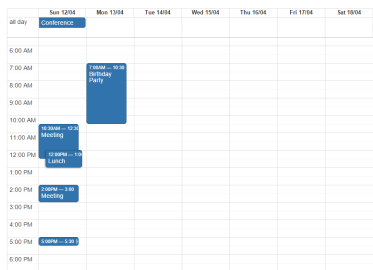 Sun 12/04 Mon 13/04 Tue 14/04 Wed 15/04 Thu 16/04 Fri 17/04 Sat 18/04
all day Conference
6:00 AM
7:00 AM 7:00AM — 10:30
Birthday
Party
8:00 AM
9:00 AM
10:00 AM
10:30AM — 12:30
11:00 AM Meeting
12:00 PM 12:00PM — 1:00
Lunch
1:00 PM
2:00 PM 2:00PM — 3:00
Meeting
3:00 PM
4:00 PM
5:00 PM 5:00PM — 5:30
6:00 PM